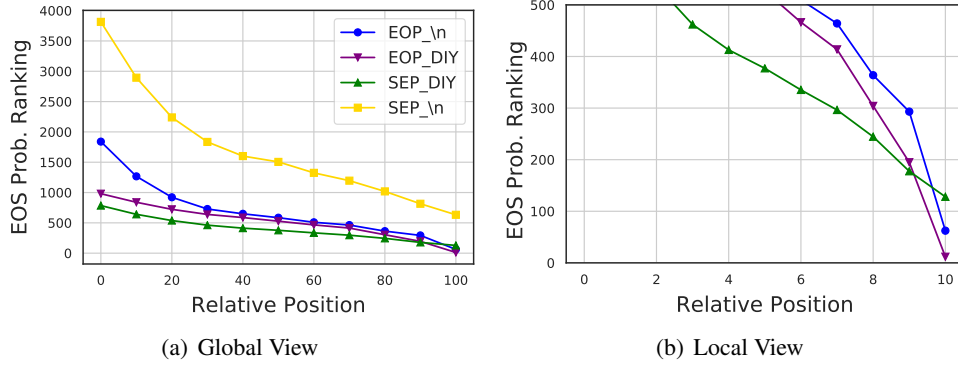 4000
3500
3000
2500
2000
1500
1000
500
0
EOS Prob. Ranking
EOP_\n
EOP_DIY
SEP_DIY
SEP_\n
0 20 40 60 80 100
Relative Position
(a) Global View
500
400
300
200
100
0
EOS Prob. Ranking
0 2 4 6 8 10
Relative Position
(b) Local View